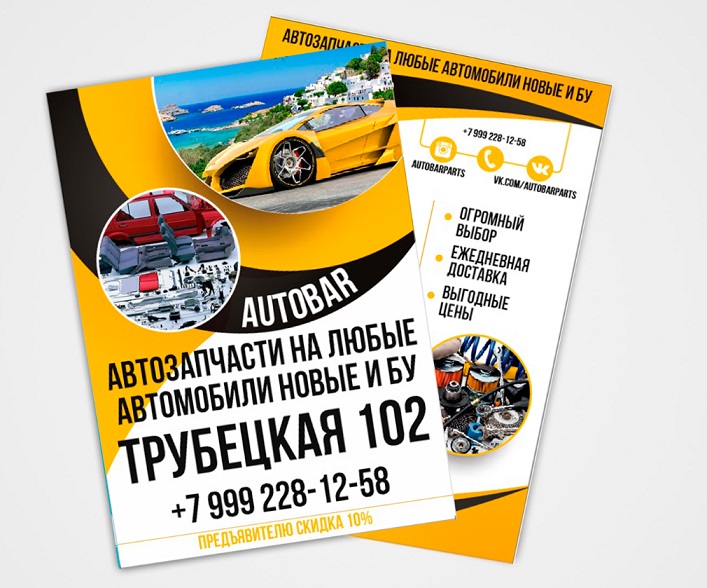 AUTOBAR
АВТОЗАПЧАСТИ НА ЛЮБЫЕ
АВТОМОБИЛИ НОВЫЕ И БУ
ТРУБЕЦКАЯ 102
+7 999 228-12-58
ПРЕДЪЯВИТЕЛЮ СКИДКА 10%
АВТОЗАПЧАСТИ НА ЛЮБЫЕ АВТОМОБИЛИ НОВЫЕ И БУ
+7 999 228-12-58
AUTOBARPARTS
VK.COM/AUTOBARPARTS
ОГРОМНЫЙ
ВЫБОР
ЕЖЕДНЕВНАЯ
ДОСТАВКА
ВЫГОДНЫЕ
ЦЕНЫ